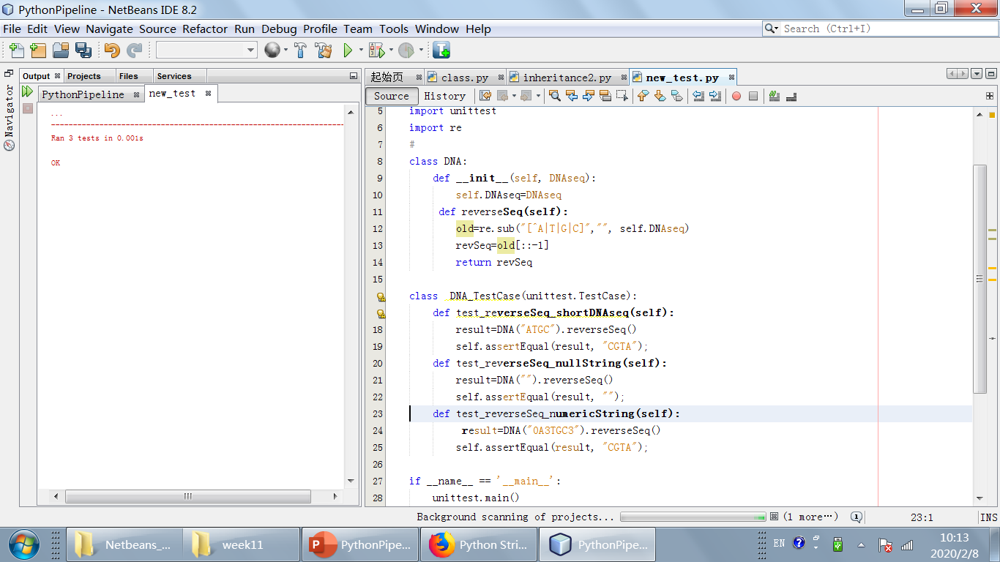 PythonPipeline - NetBeans IDE 8.2
File Edit View Navigate Source Refactor Run Debug Profile Team Tools Window Help
Search (Ctrl+I)
Output Projects Files Services
PythonPipeline new_test
Navigator
...
Ran 3 tests in 0.001s
OK
起始页 class.py inheritance2.py new_test.py
Source History
5 import unittest
6 import re
7 #
8 class DNA:
9 def __init__(self, DNAseq):
10 self.DNAseq=DNAseq
11 def reverseSeq(self):
12 old=re.sub("[^A|T|G|C]","", self.DNAseq)
13 revSeq=old[::-1]
14 return revSeq
15
class DNA_TestCase(unittest.TestCase):
def test_reverseSeq_shortDNAseq(self):
18 result=DNA("ATGC").reverseSeq()
19 self.assertEqual(result, "CGTA");
20 def test_reverseSeq_nullString(self):
21 result=DNA("").reverseSeq()
22 self.assertEqual(result, "");
23 def test_reverseSeq_numericString(self):
24 result=DNA("0A3TGC3").reverseSeq()
25 self.assertEqual(result, "CGTA");
26
27 if __name__ == '__main__':
28 unittest.main()
Background scanning of projects... (1 more…) 1 23:1 INS
Netbeans_... week11 PythonPipe... Python Stri... PythonPipe... EN 10:13
2020/2/8